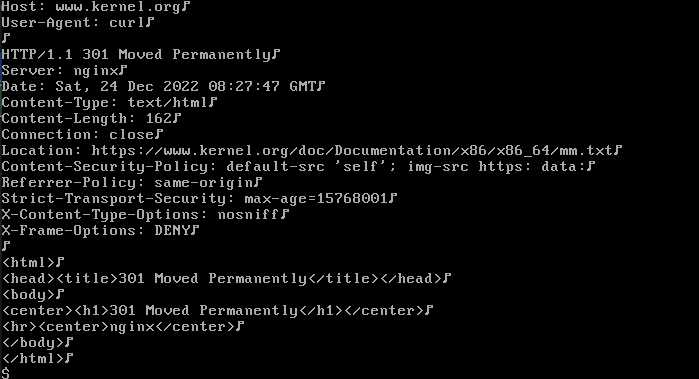 Host: www.kernel.org♪
User-Agent: curl♪
♪
HTTP/1.1 301 Moved Permanently♪
Server: nginx♪
Date: Sat, 24 Dec 2022 08:27:47 GMT♪
Content-Type: text/html♪
Content-Length: 162♪
Connection: close♪
Location: https://www.kernel.org/doc/Documentation/x86/x86_64/mm.txt♪
Content-Security-Policy: default-src 'self'; img-src https: data:♪
Referrer-Policy: same-origin♪
Strict-Transport-Security: max-age=15768001♪
X-Content-Type-Options: nosniff♪
X-Frame-Options: DENY♪
♪
<html>♪
<head><title>301 Moved Permanently</title></head>♪
<body>♪
<center><h1>301 Moved Permanently</h1></center>♪
<hr><center>nginx</center>♪
</body>♪
</html>♪
$